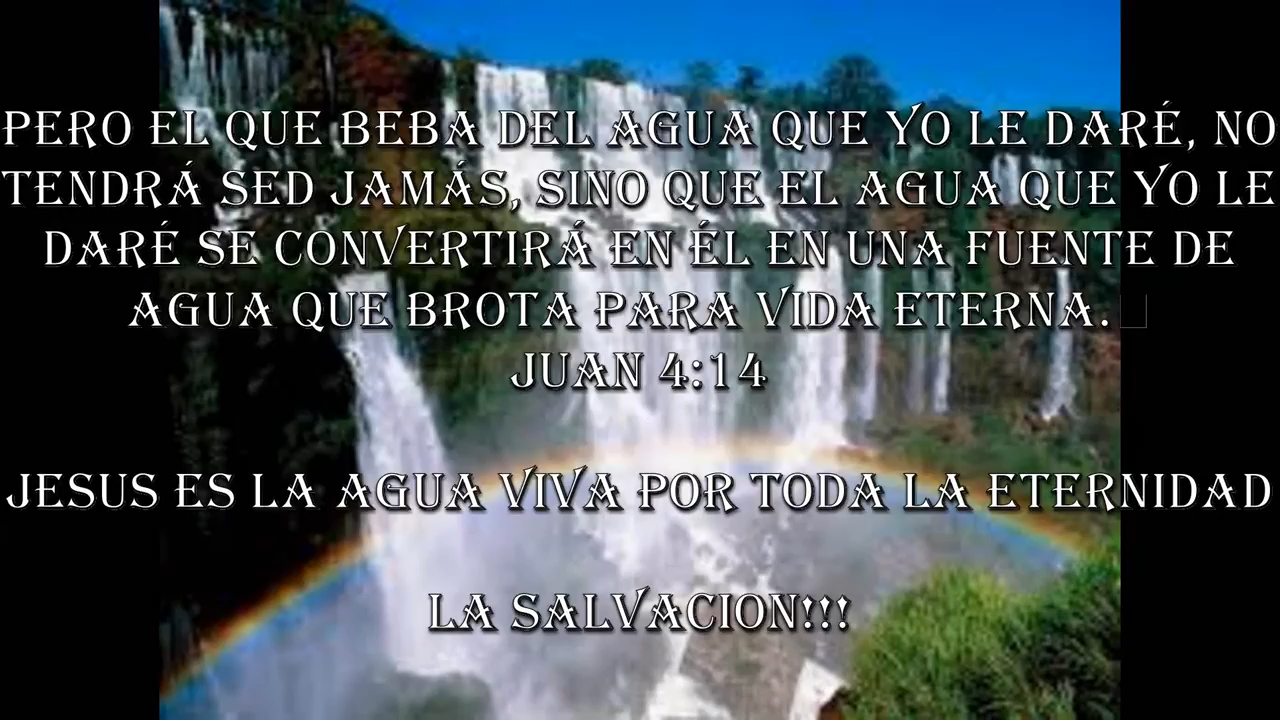 PERO EL QUE BEBA DEL AGUA QUE YO LE DARÉ, NO
TENDRÁ SED JAMÁS, SINO QUE EL AGUA QUE YO LE
DARÉ SE CONVERTIRÁ EN ÉL EN UNA FUENTE DE
AGUA QUE BROTA PARA VIDA ETERNA.
JUAN 4:14
JESUS ES LA AGUA VIVA POR TODA LA ETERNIDAD
LA SALVACION!!!